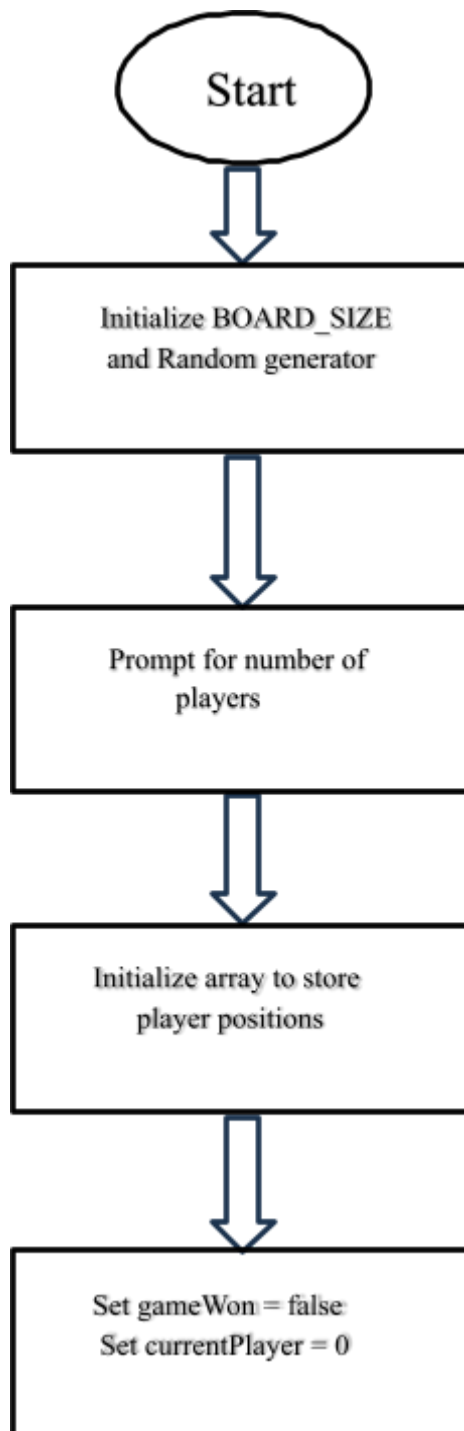 Start
Initialize BOARD_SIZE
and Random generator
Prompt for number of
players
Initialize array to store
player positions
Set gameWon = false
Set currentPlayer = 0